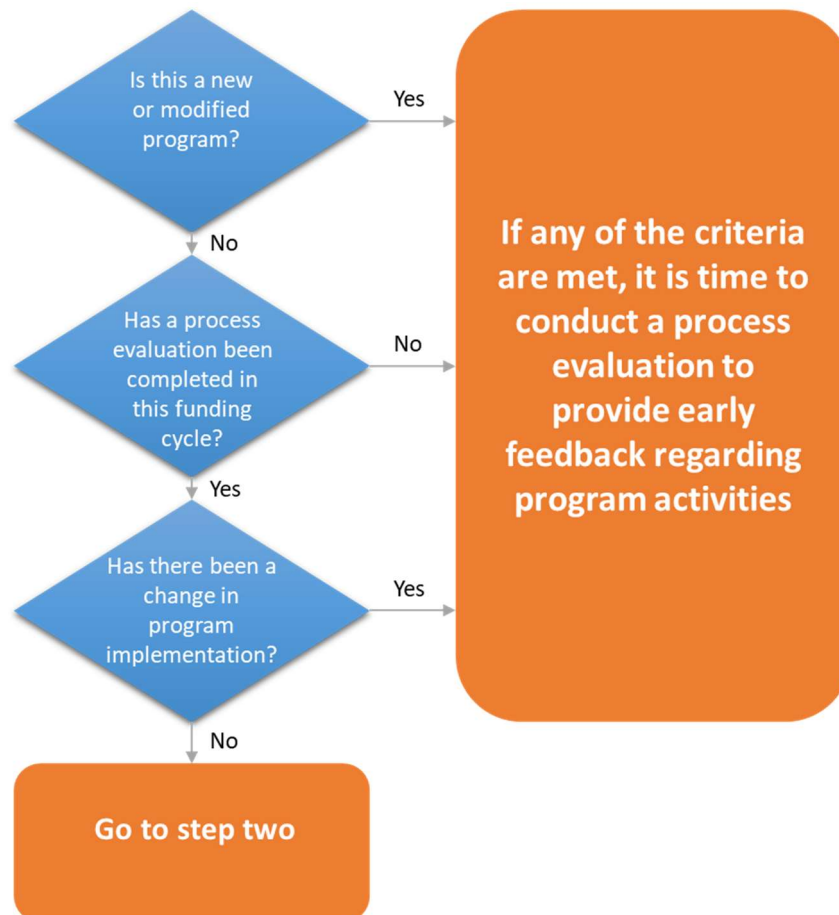 Is this a new
or modified
program?
Yes
If any of the criteria
are met, it is time to
conduct a process
evaluation to
provide early
feedback regarding
program activities
No
Has a process
evaluation been
completed in
this funding
cycle?
No
Yes
Has there been a
change in
program
implementation?
Yes
No
Go to step two